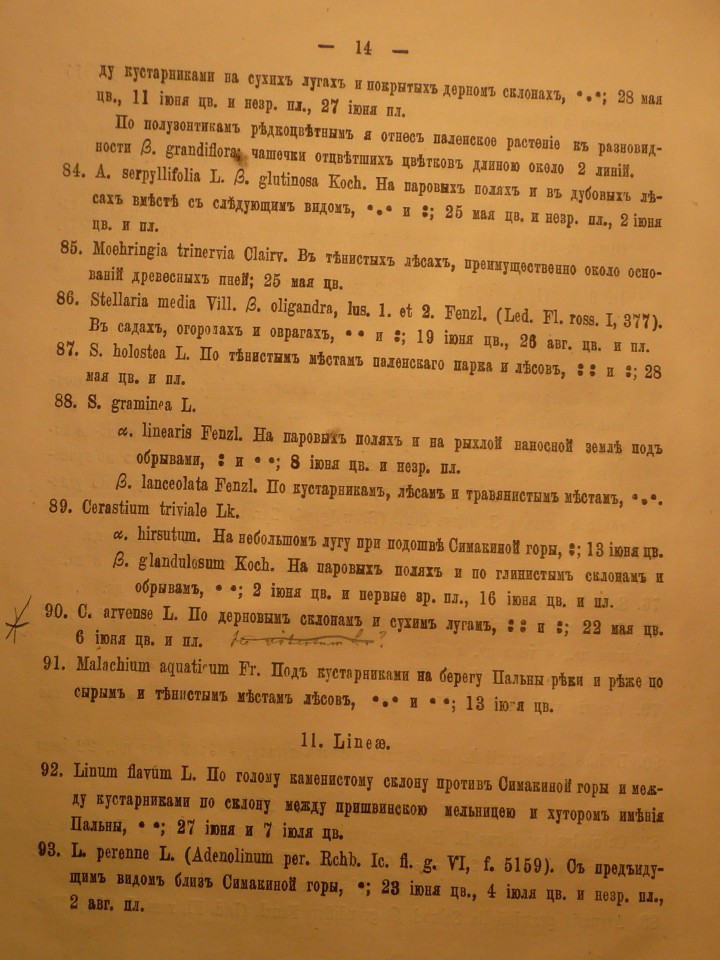 — 14 —
ду кустарниками на сухихъ лугахъ и покрытыхъ дерномъ склонахъ, •.•; 28 мая
цв., 11 іюня цв. и незр. пл., 27 іюня пл.
По полузонтикамъ рѣдкоцвѣтнымъ я отнесъ паленское растеніе къ разновид-
ности β. grandiflora; чашечки отцвѣтшихъ цвѣтковъ длиною около 2 линій.
84. A. serpyllifolia L. β. glutinosa Koch. На паровыхъ поляхъ и въ дубовыхъ лѣ-
сахъ вмѣстѣ съ слѣдующимъ видомъ, •.• и :; 25 мая цв. и незр. пл., 2 іюня
цв. и пл.
85. Moehringia trinervia Clairv. Въ тѣнистыхъ лѣсахъ, преимущественно около осно-
ваній древесныхъ пней; 25 мая цв.
86. Stellaria media Vill. β. oligandra, lus. 1. et 2. Fenzl. (Led. Fl. ross. I, 377).
Въ садахъ, огородахъ и оврагахъ, • • и :; 19 іюня цв., 26 авг. цв. и пл.
87. S. holostea L. По тѣнистымъ мѣстамъ паленскаго парка и лѣсовъ, : : и :; 28
мая цв. и пл.
88. S. graminea L.
α. linearis Fenzl. На паровыхъ поляхъ и на рыхлой наносной землѣ подъ
обрывами, : и • •; 8 іюня цв. и незр. пл.
β. lanceolata Fenzl. По кустарникамъ, лѣсамъ и травянистымъ мѣстамъ, •.•.
89. Cerastium triviale Lk.
α. hirsutum. На небольшомъ лугу при подошвѣ Симакиной горы, :; 13 іюня цв.
β. glandulosum Koch. На паровыхъ поляхъ и по глинистымъ склонамъ и
обрывамъ, • •; 2 іюня цв. и первые зр. пл., 16 іюня цв. и пл.
90. C. arvense L. По дерновымъ склонамъ и сухимъ лугамъ, : : и :; 22 мая цв.
6 іюня цв. и пл.
91. Malachium aquaticum Fr. Подъ кустарниками на берегу Пальны рѣки и рѣже по
сырымъ и тѣнистымъ мѣстамъ лѣсовъ, •.• и • •; 13 іюня цв.
11. Lineæ.
92. Linum flavum L. По голому каменистому склону противъ Симакиной горы и меж-
ду кустарниками по склону между пришвинскою мельницею и хуторомъ имѣнія
Пальны, • •; 27 іюня и 7 іюля цв.
93. L. perenne L. (Adenolinum per. Rchb. Ic. fl. g. VI, f. 5159). Съ предъиду-
щимъ видомъ близъ Симакиной горы, •; 23 іюня цв., 4 іюля цв. и незр. пл.,
2 авг. пл.